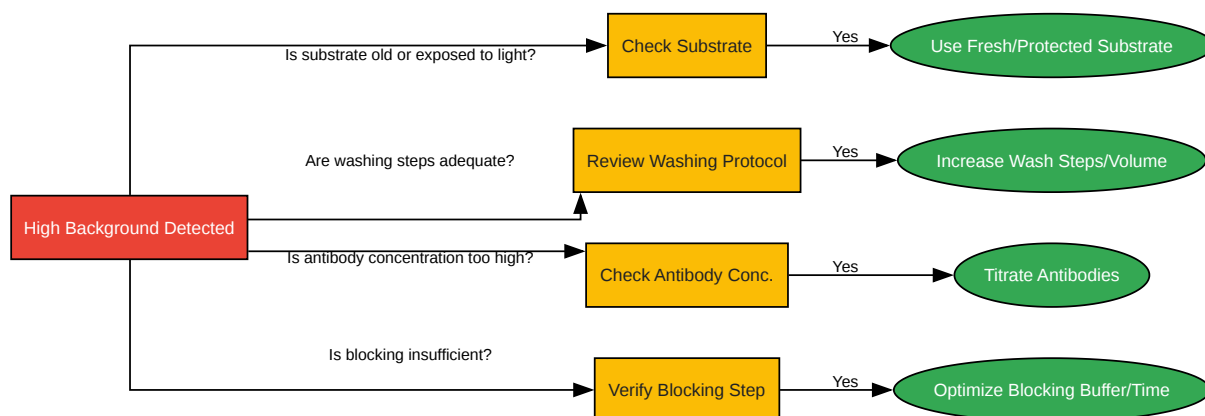 Is substrate old or exposed to light?
Check Substrate
Yes
Use Fresh/Protected Substrate
Are washing steps adequate?
Review Washing Protocol
Yes
Increase Wash Steps/Volume
High Background Detected
Is antibody concentration too high?
Check Antibody Conc.
Yes
Titrate Antibodies
Is blocking insufficient?
Verify Blocking Step
Yes
Optimize Blocking Buffer/Time